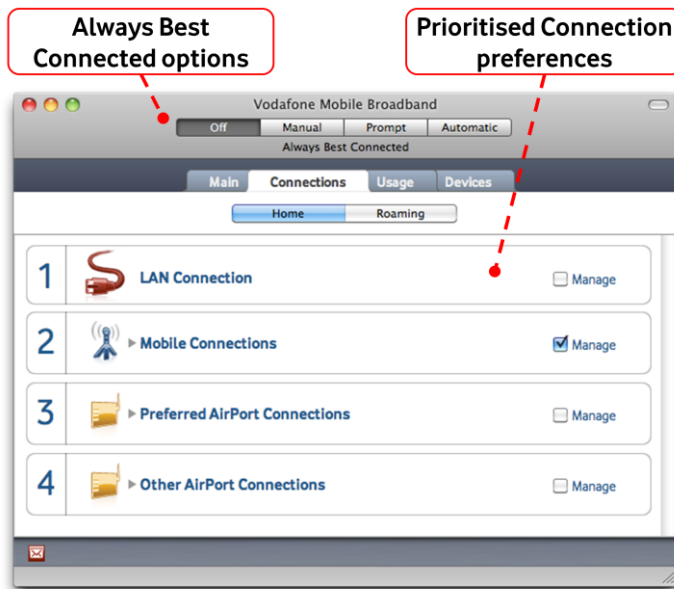 Always Best
Connected options
Prioritised Connection
preferences
Vodafone Mobile Broadband
Off Manual Prompt Automatic
Always Best Connected
Main Connections Usage Devices
Home Roaming
1 LAN Connection Manage
2 Mobile Connections Manage
3 Preferred AirPort Connections Manage
4 Other AirPort Connections Manage